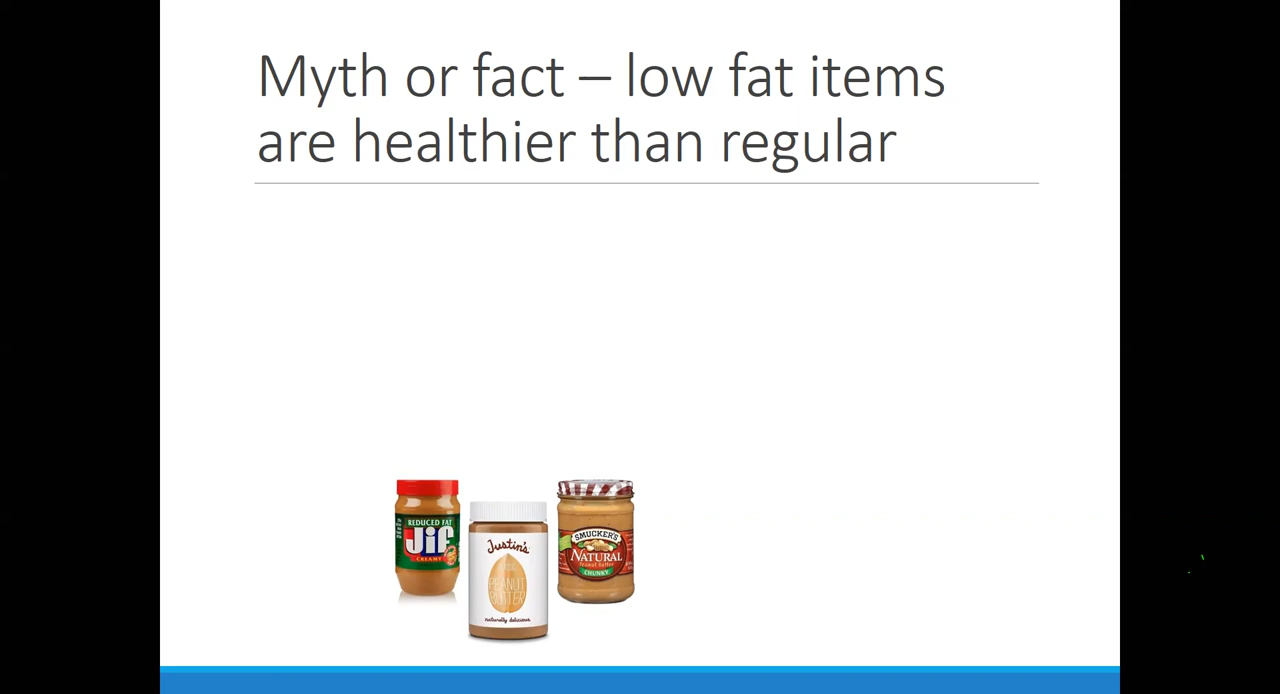 Myth or fact – low fat items
are healthier than regular
REDUCED FAT
Jif
CREAMY
Justin's
PEANUT
BUTTER
naturally delicious
SMUCKER'S
NATURAL
Peanut Butter
CHUNKY